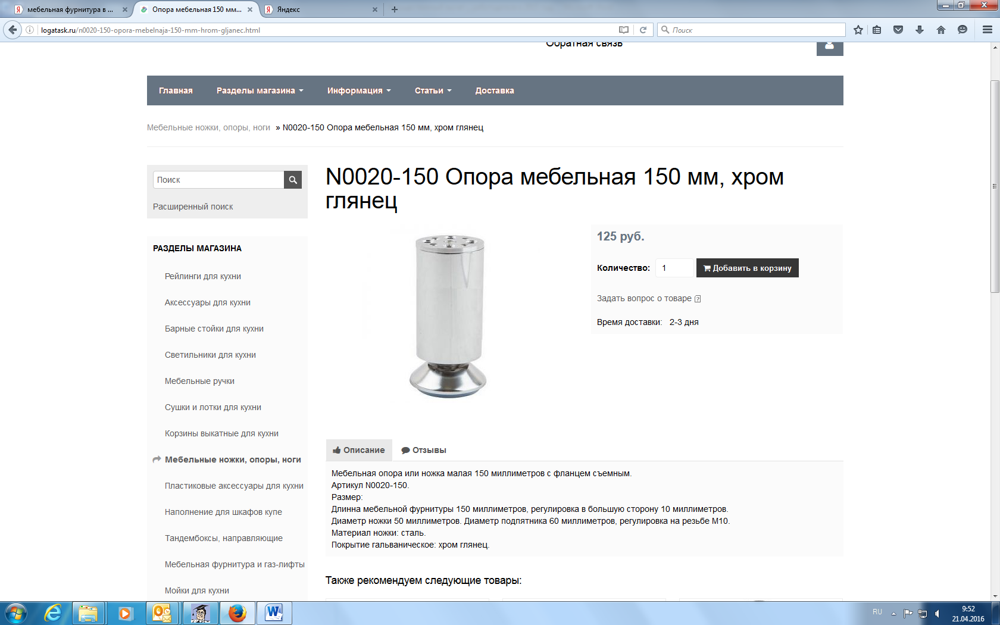 мебельная фурнитура в ...
Опора мебельная 150 мм...
Яндекс
logatask.ru/n0020-150-opora-mebelnaja-150-mm-hrom-gljanec.html
Поиск
Обратная связь
Главная Разделы магазина Информация Статьи Доставка
Мебельные ножки, опоры, ноги » N0020-150 Опора мебельная 150 мм, хром глянец
Поиск
Расширенный поиск
РАЗДЕЛЫ МАГАЗИНА
Рейлинги для кухни
Аксессуары для кухни
Барные стойки для кухни
Светильники для кухни
Мебельные ручки
Сушки и лотки для кухни
Корзины выкатные для кухни
Мебельные ножки, опоры, ноги
Пластиковые аксессуары для кухни
Наполнение для шкафов купе
Тандембоксы, направляющие
Мебельная фурнитура и газ-лифты
Мойки для кухни
N0020-150 Опора мебельная 150 мм, хром
глянец
125 руб.
Количество: 1 Добавить в корзину
Задать вопрос о товаре
Время доставки: 2-3 дня
Описание Отзывы
Мебельная опора или ножка малая 150 миллиметров с фланцем съемным.
Артикул N0020-150.
Размер:
Длинна мебельной фурнитуры 150 миллиметров, регулировка в большую сторону 10 миллиметров.
Диаметр ножки 50 миллиметров. Диаметр подпятника 60 миллиметров, регулировка на резьбе М10.
Материал ножки: сталь.
Покрытие гальваническое: хром глянец.
Также рекомендуем следующие товары:
RU
9:52
21.04.2016